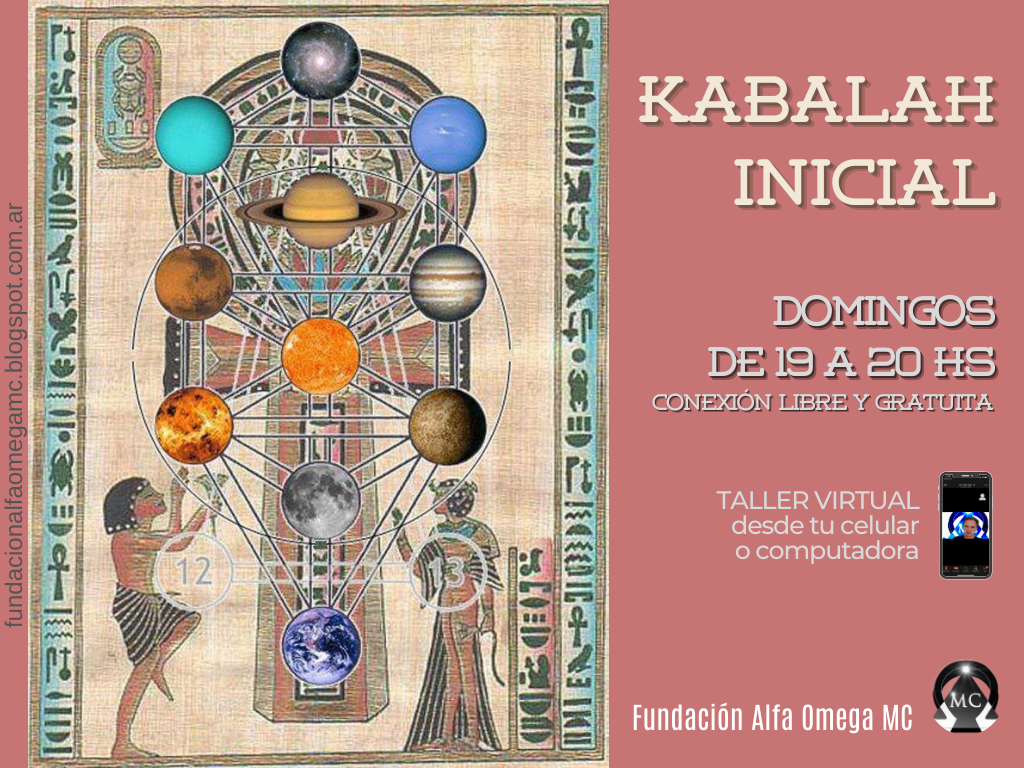 KABALAH
INICIAL
DOMINGOS
DE 19 A 20 HS
CONEXIÓN LIBRE Y GRATUITA
TALLER VIRTUAL
desde tu celular
o computadora
Fundación Alfa Omega MC
MC
fundacionalfaomegamc.blogspot.com.ar
12
13